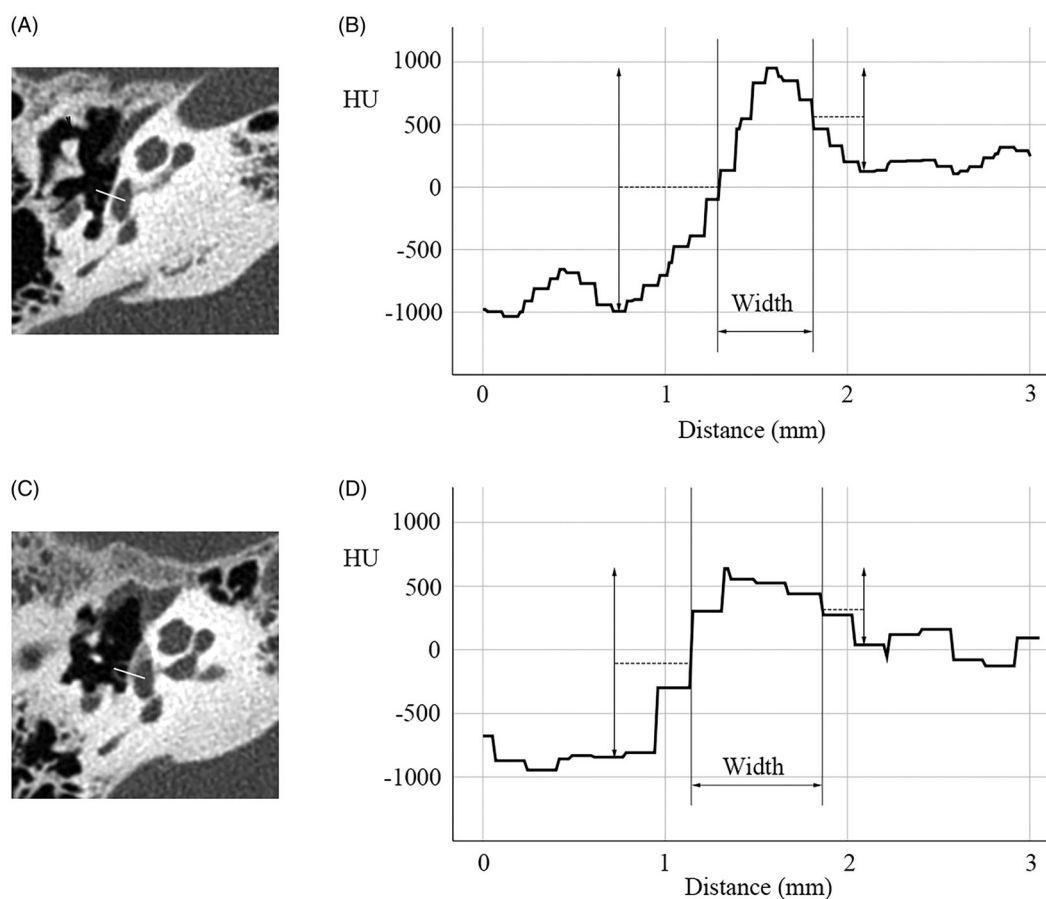 (A)
(B)
HU
1000
500
0
-500
-1000
Width
0 1 2 3
Distance (mm)
(C)
(D)
HU
1000
500
0
-500
-1000
Width
0 1 2 3
Distance (mm)